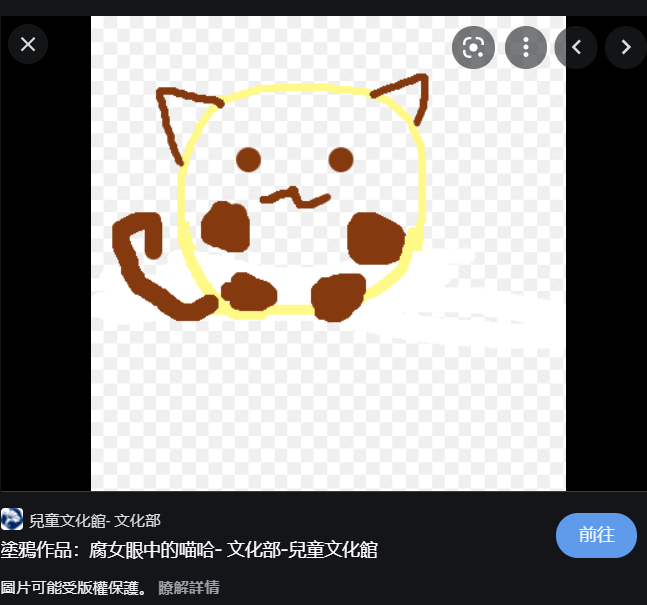 兒童文化館- 文化部
塗鴉作品：腐女眼中的喵哈- 文化部-兒童文化館
前往
圖片可能受版權保護。 瞭解詳情